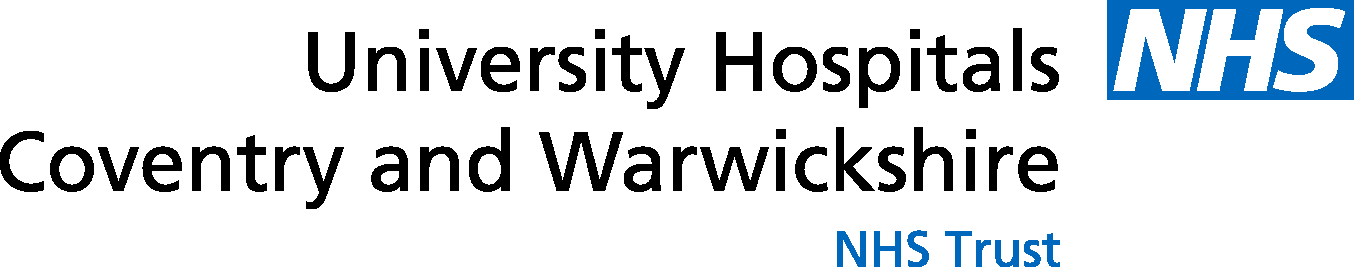 University Hospitals NHS
Coventry and Warwickshire
NHS Trust